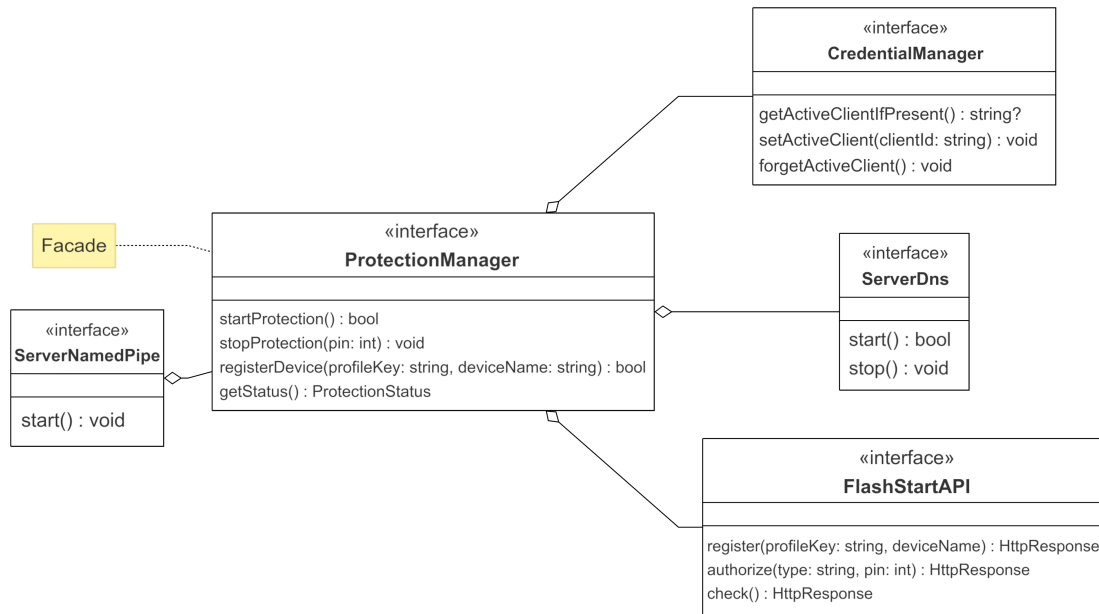 «interface»
CredentialManager
getActiveClientIfPresent() : string?
setActiveClient(clientId: string) : void
forgetActiveClient() : void
Facade
«interface»
ProtectionManager
startProtection() : bool
stopProtection(pin: int) : void
registerDevice(profileKey: string, deviceName: string) : bool
getStatus() : ProtectionStatus
«interface»
ServerDns
start() : bool
stop() : void
«interface»
ServerNamedPipe
start() : void
«interface»
FlashStartAPI
register(profileKey: string, deviceName) : HttpResponse
authorize(type: string, pin: int) : HttpResponse
check() : HttpResponse